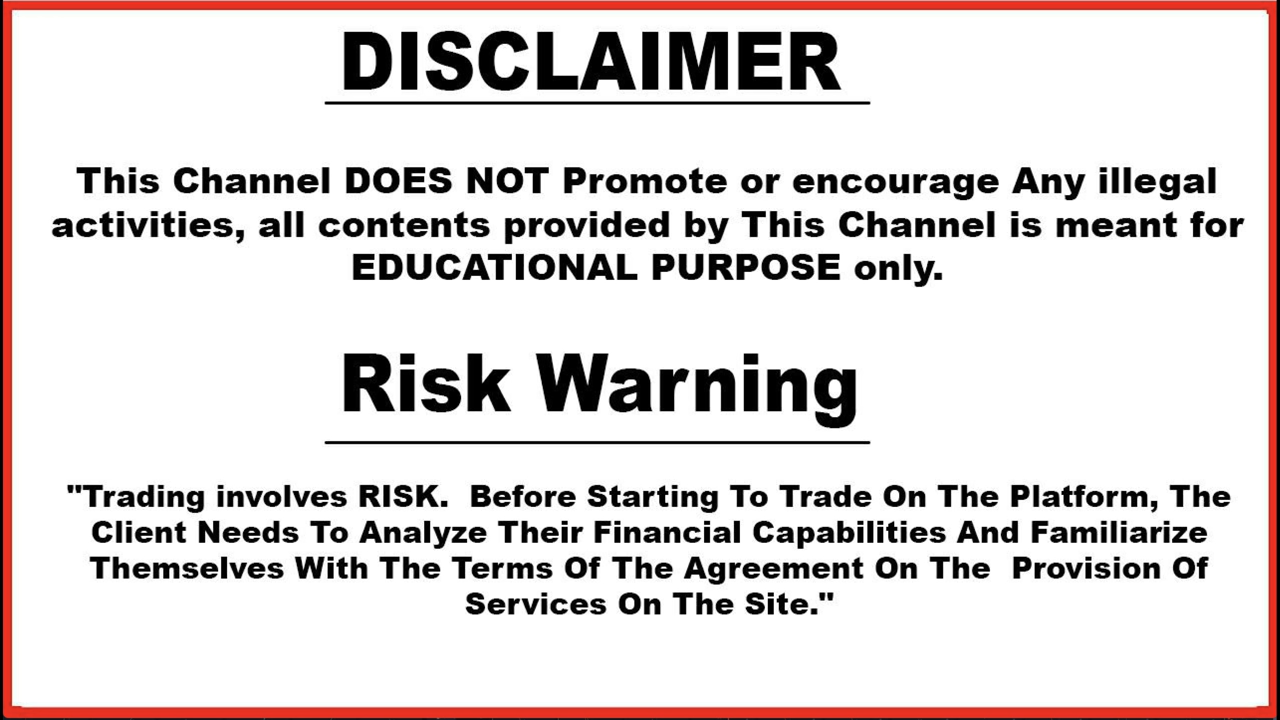 DISCLAIMER
This Channel DOES NOT Promote or encourage Any illegal
activities, all contents provided by This Channel is meant for
EDUCATIONAL PURPOSE only.
Risk Warning
"Trading involves RISK.  Before Starting To Trade On The Platform, The
Client Needs To Analyze Their Financial Capabilities And Familiarize
Themselves With The Terms Of The Agreement On The  Provision Of
Services On The Site."